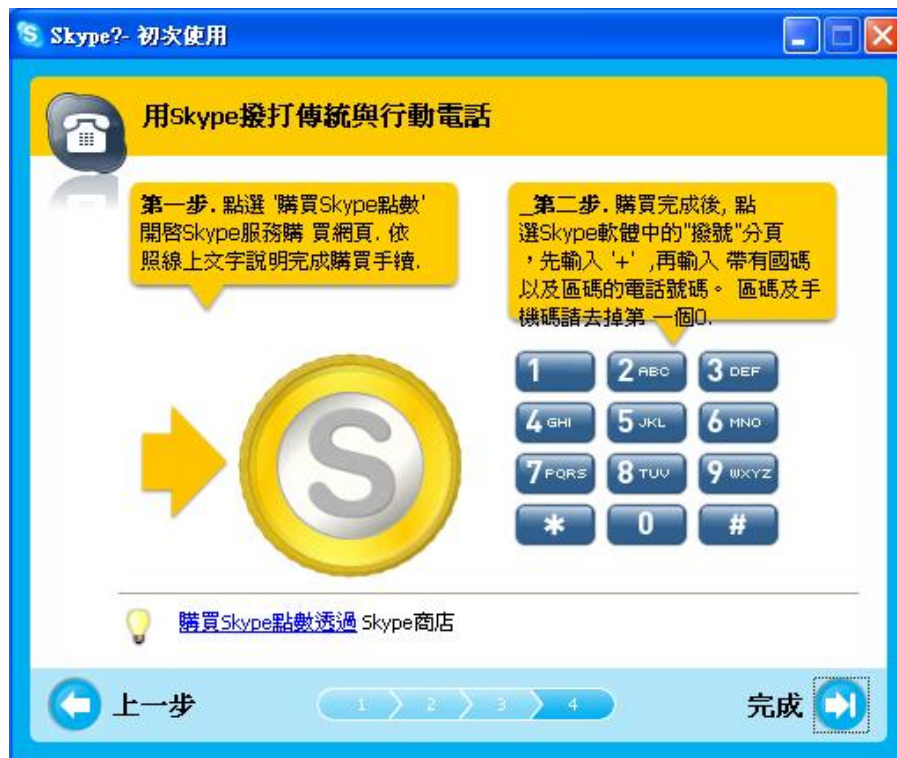 Skype?- 初次使用
用Skype撥打傳統與行動電話
第一步. 點選 '購買Skype點數'
開啓Skype服務購 買網頁. 依
照線上文字說明完成購買手續.
_第二步. 購買完成後, 點
選Skype軟體中的"撥號"分頁
，先輸入 '+' ,再輸入 帶有國碼
以及區碼的電話號碼。 區碼及手
機碼請去掉第 一個0.
1 2 ABC 3 DEF
4 GHI 5 JKL 6 MNO
7 PQRS 8 TUV 9 WXYZ
* 0 #
S
購買Skype點數透過 Skype商店
上一步 1 2 3 4 完成